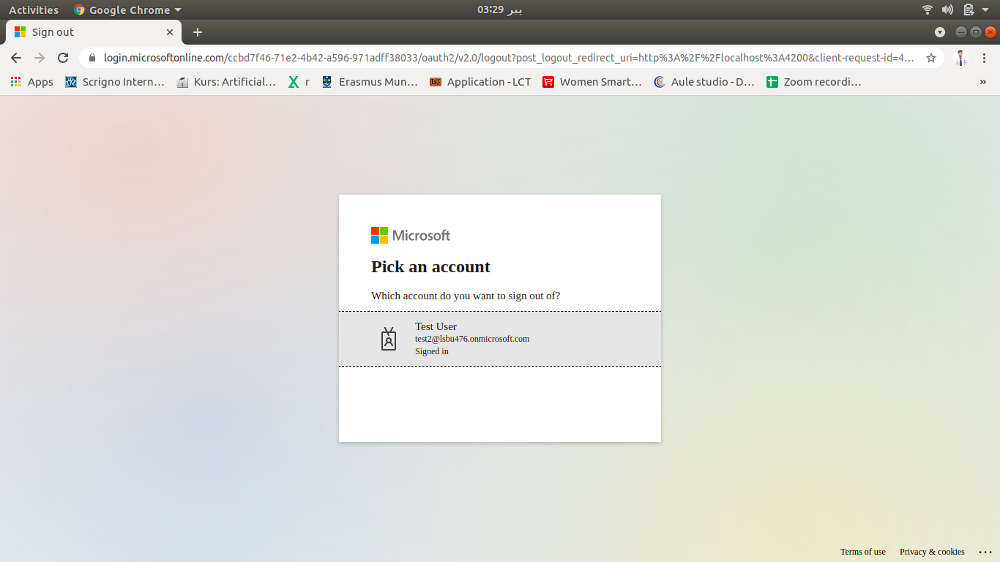 Activities
Google Chrome
03:29 پیر
Sign out
login.microsoftonline.com/ccbd7f46-71e2-4b42-a596-971adff38033/oauth2/v2.0/logout?post_logout_redirect_uri=http%3A%2F%2Flocalhost%3A4200&client-request-id=4...
Apps
Scrigno Intern...
Kurs: Artificial...
r
Erasmus Mun...
Application - LCT
Women Smart...
Aule studio - D...
Zoom recordi...
»
Microsoft
Pick an account
Which account do you want to sign out of?
Test User
test2@lsbu476.onmicrosoft.com
Signed in
Terms of use
Privacy & cookies
...